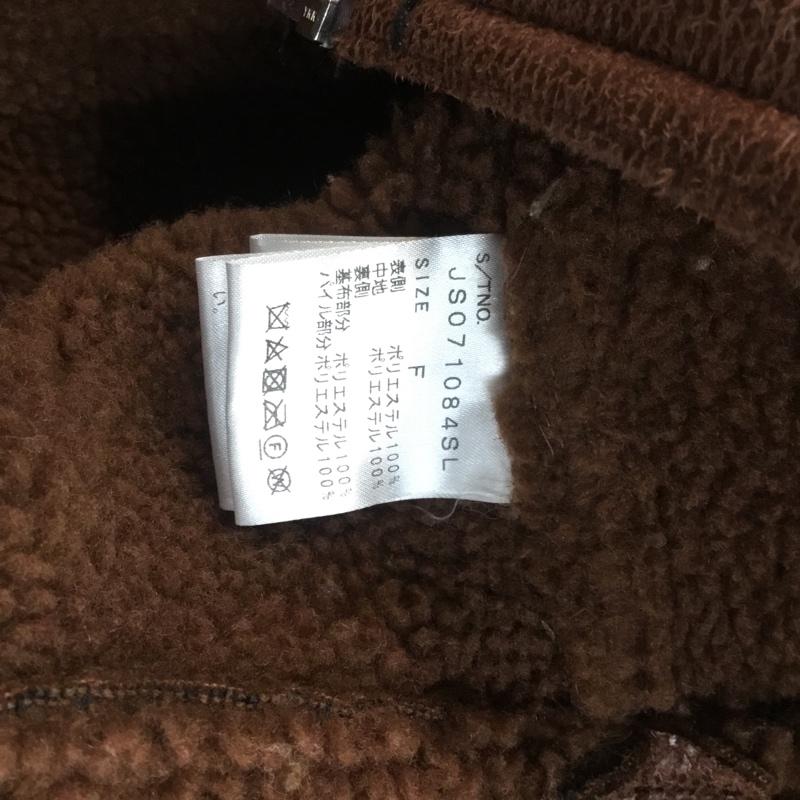 S/TNO.
JS071084SL
SIZE F
表側 ポリエステル100%
中地 ポリエステル100%
裏側
基布部分 ポリエステル100%
パイル部分 ポリエステル100%
F
W
い。
YKK